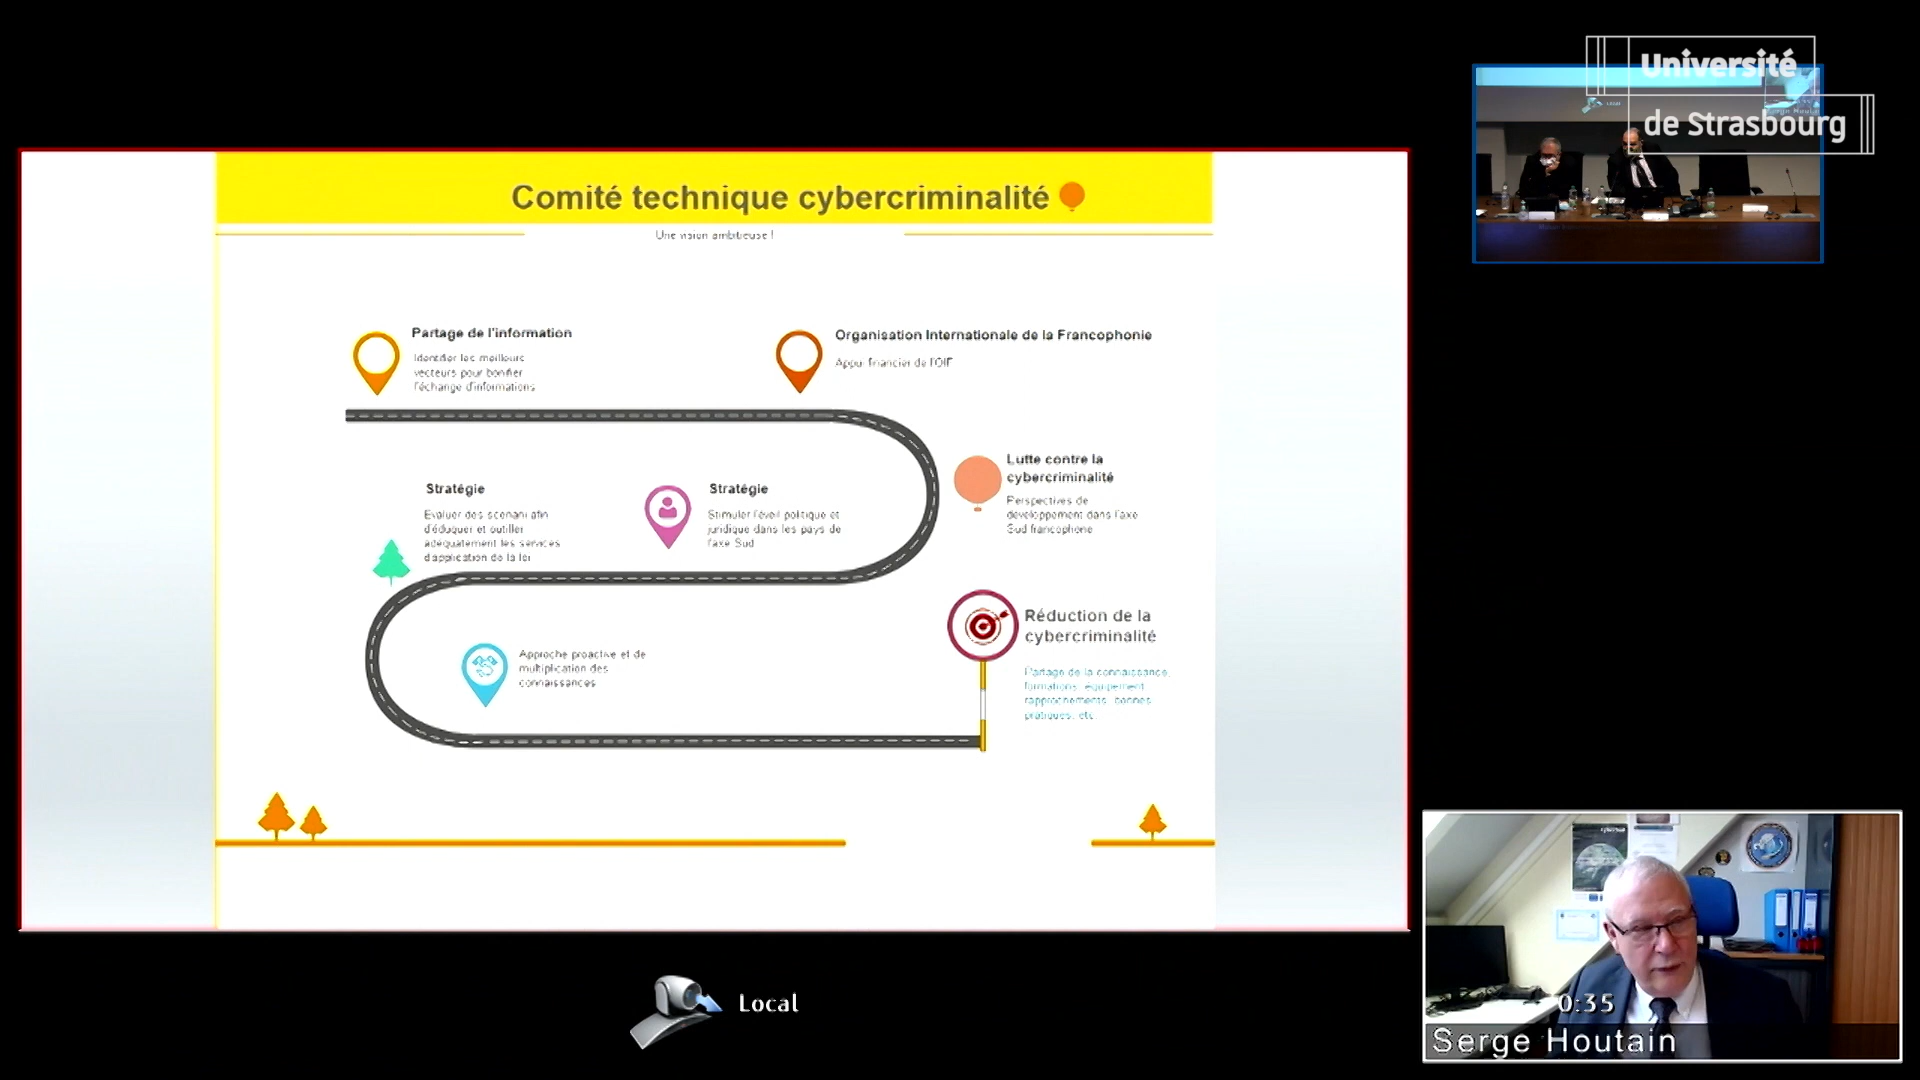 Université
de Strasbourg
Comité technique cybercriminalité
Une vision ambitieuse !
Partage de l'information
Identifier les meilleurs
vecteurs pour bonifier
l'échange d'informations
Organisation Internationale de la Francophonie
Appui financier de l'OIF
Lutte contre la
cybercriminalité
Perspectives de
développement dans l'axe
Sud francophone
Stratégie
Evaluer des scénarii afin
d'éduquer et outiller
adéquatement les services
d'application de la loi
Stratégie
Stimuler l'éveil politique et
juridique dans les pays de
l'axe Sud
Approche proactive et de
multiplication des
connaissances
Réduction de la
cybercriminalité
Partage de la connaissance,
formations, équipement,
rapprochements, bonnes
pratiques, etc.
Local
0:35
Serge Houtain